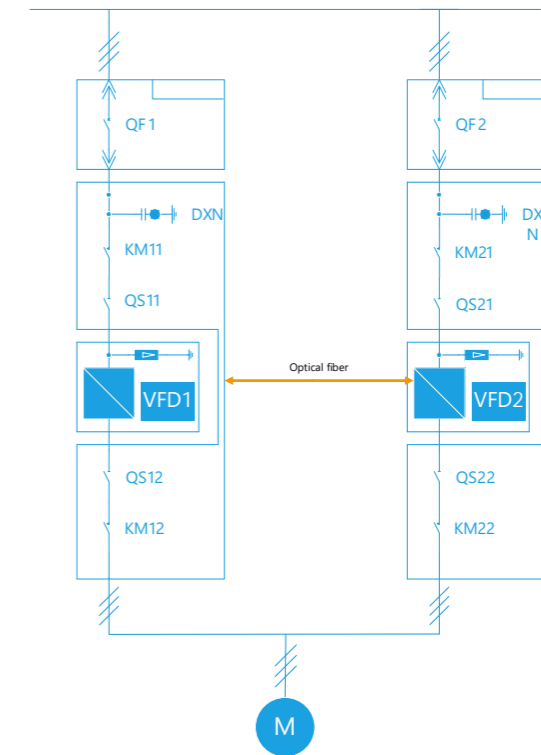 QF1
QF2
DXN
DX
N
KM11
KM21
QS11
QS21
Optical fiber
VFD1
VFD2
QS12
QS22
KM12
KM22
M